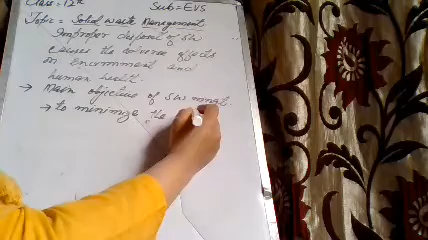 Class = 12th Sub = EVS
Topic = Solid waste Management
Improper disposal of SW
causes the adverse effects
on Environment and
human health.
→ Main objective of SW mngt.
→ to minimize the